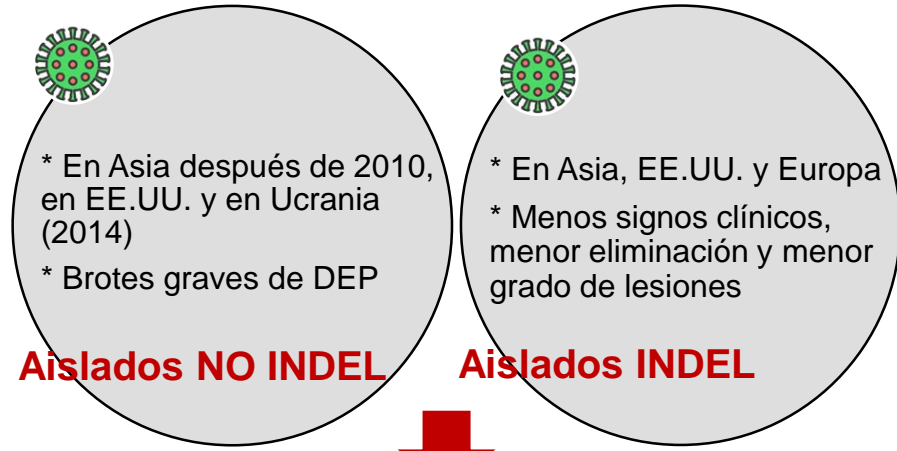 * En Asia después de 2010,
en EE.UU. y en Ucrania
(2014)
* Brotes graves de DEP
Aislados NO INDEL
* En Asia, EE.UU. y Europa
* Menos signos clínicos,
menor eliminación y menor
grado de lesiones
Aislados INDEL